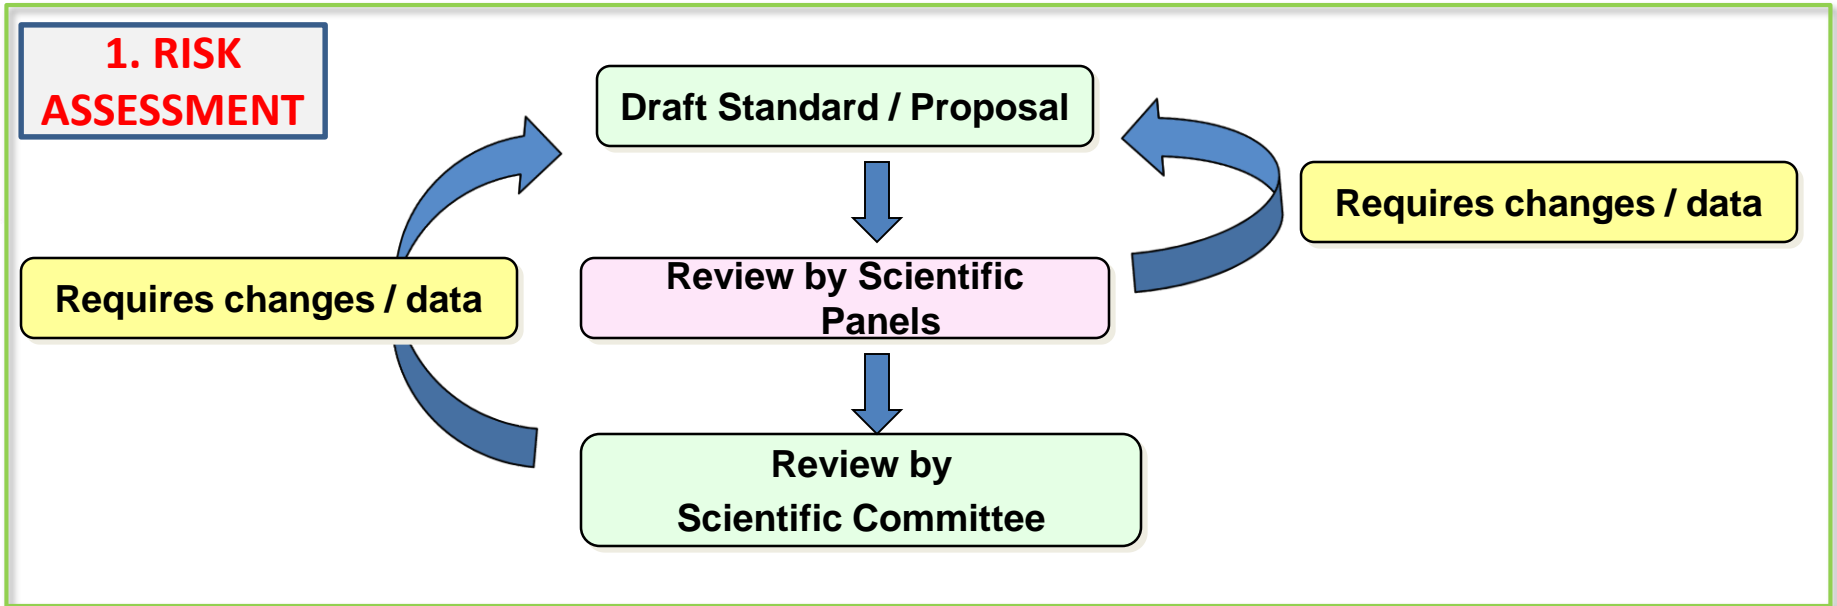 1. RISK
ASSESSMENT
Draft Standard / Proposal
Requires changes / data
Review by Scientific
Panels
Requires changes / data
Review by
Scientific Committee